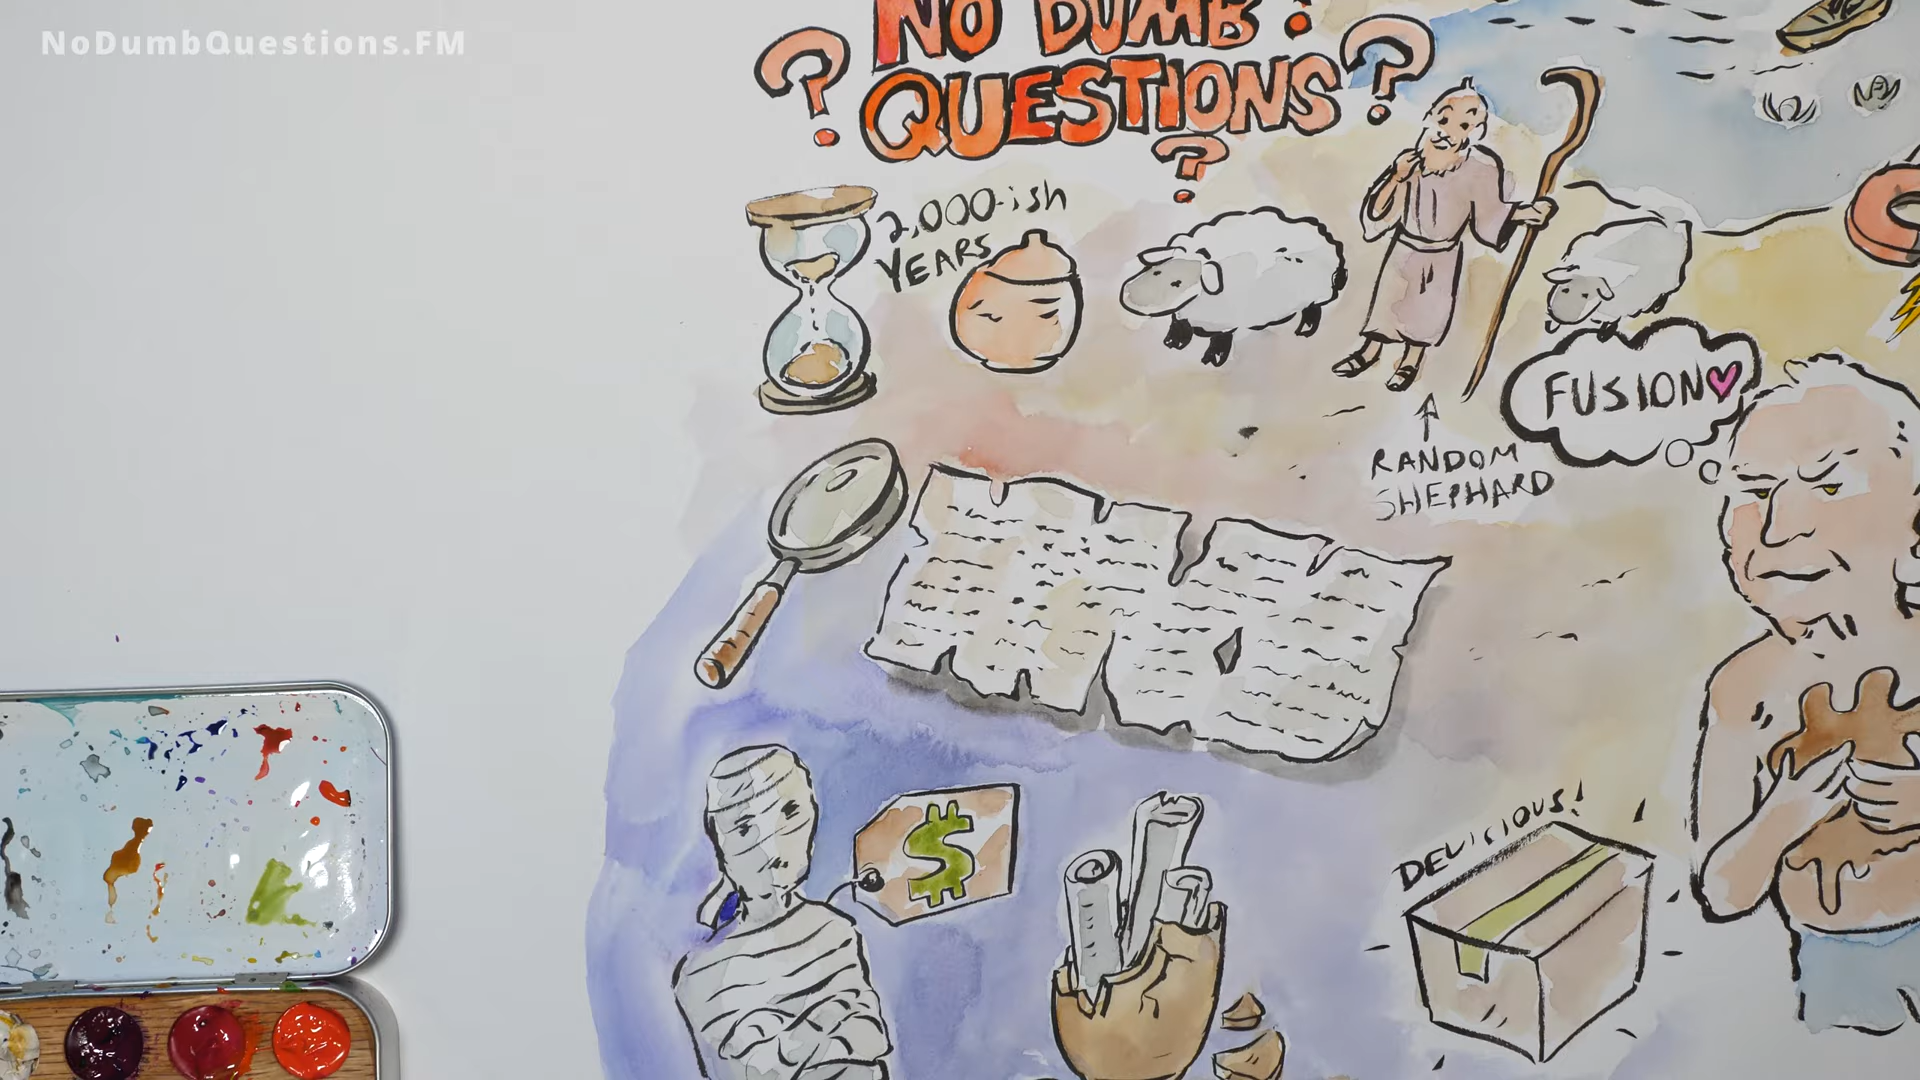 NoDumbQuestions.FM
NO DUMB
QUESTIONS
2,000-ish
YEARS
FUSION
RANDOM
SHEPHARD
DELICIOUS!
$